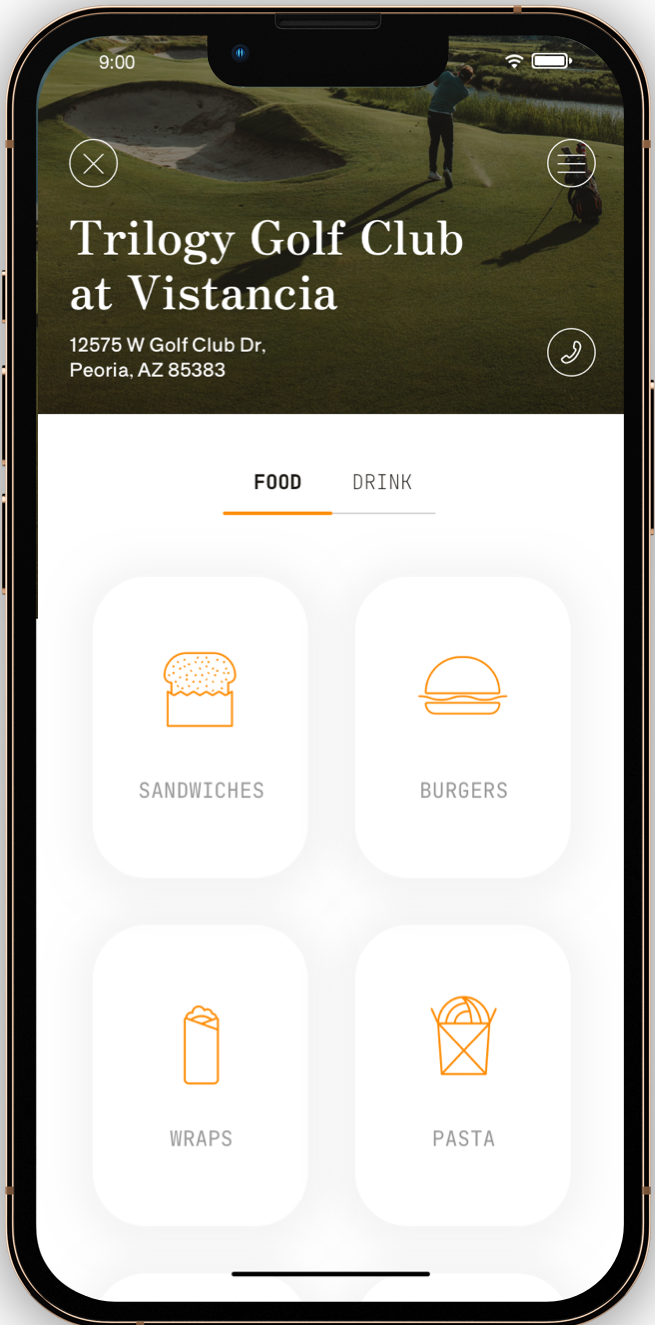 9:00
Trilogy Golf Club
at Vistancia
12575 W Golf Club Dr,
Peoria, AZ 85383
FOOD DRINK
SANDWICHES BURGERS
WRAPS PASTA